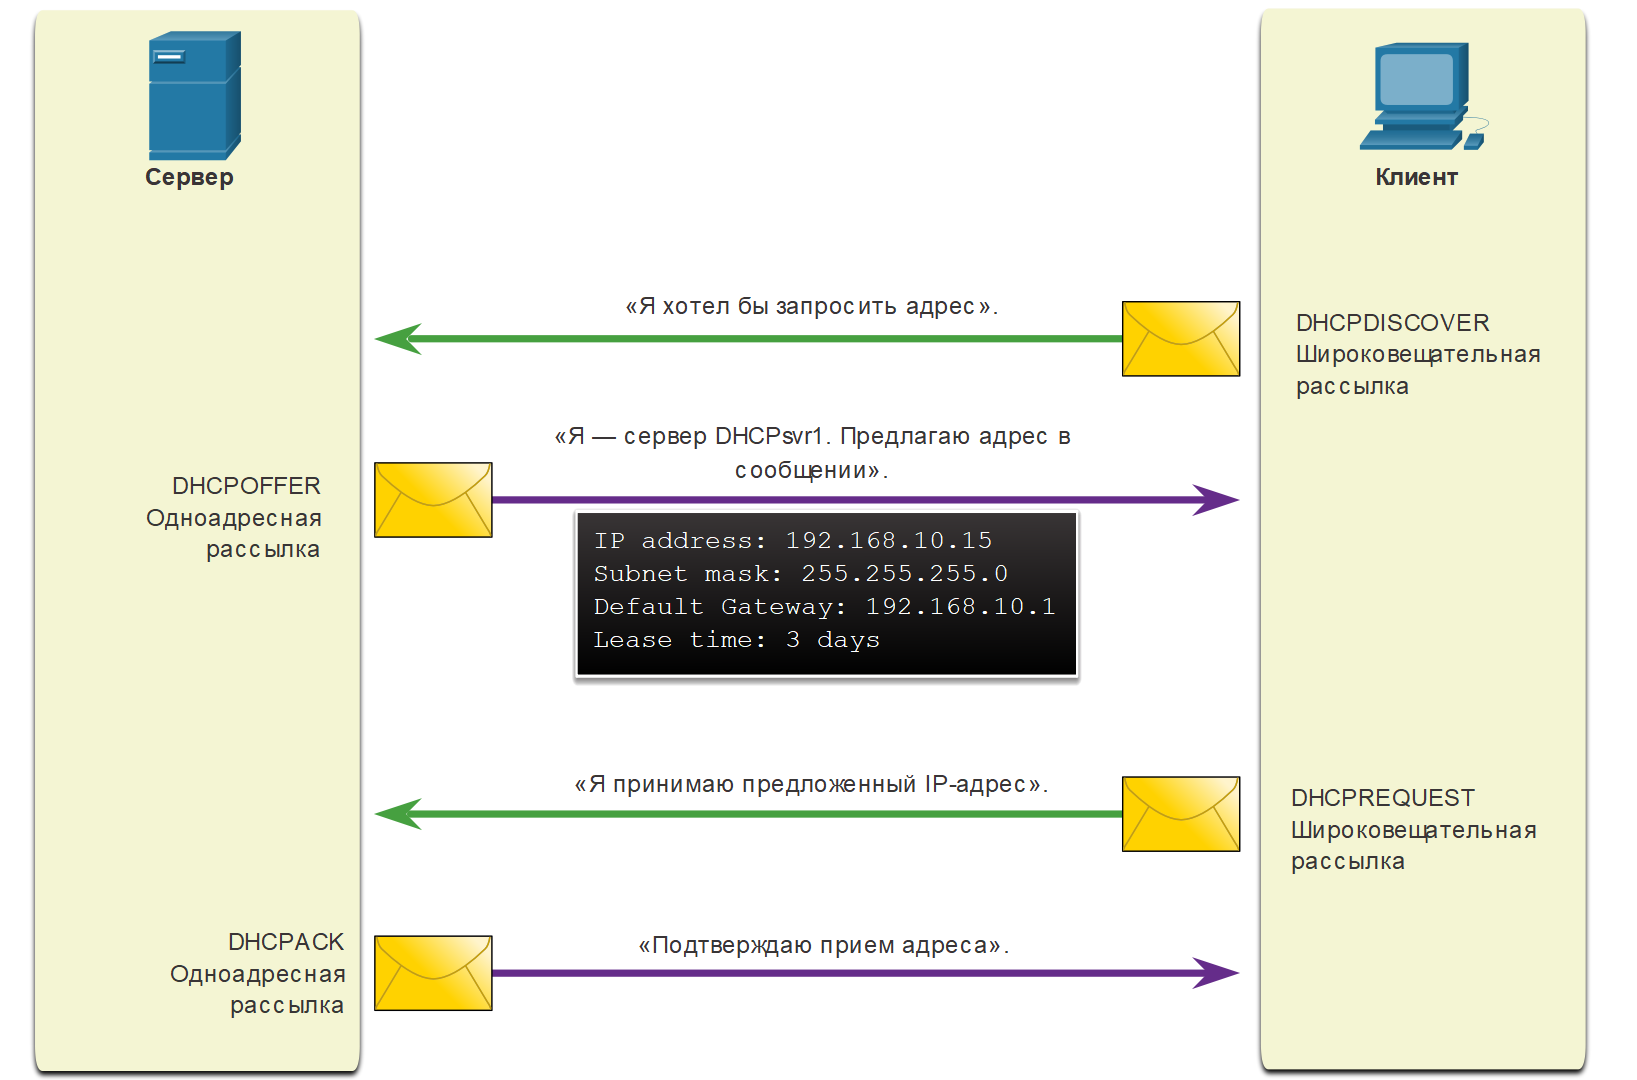 Сервер
Клиент
«Я хотел бы запросить адрес».
DHCPDISCOVER
Широковещательная
рассылка
«Я — сервер DHCPsvr1. Предлагаю адрес в
сообщении».
DHCPOFFER
Одноадресная
рассылка
IP address: 192.168.10.15
Subnet mask: 255.255.255.0
Default Gateway: 192.168.10.1
Lease time: 3 days
«Я принимаю предложенный IP-адрес».
DHCPREQUEST
Широковещательная
рассылка
DHCPACK
Одноадресная
рассылка
«Подтверждаю прием адреса».